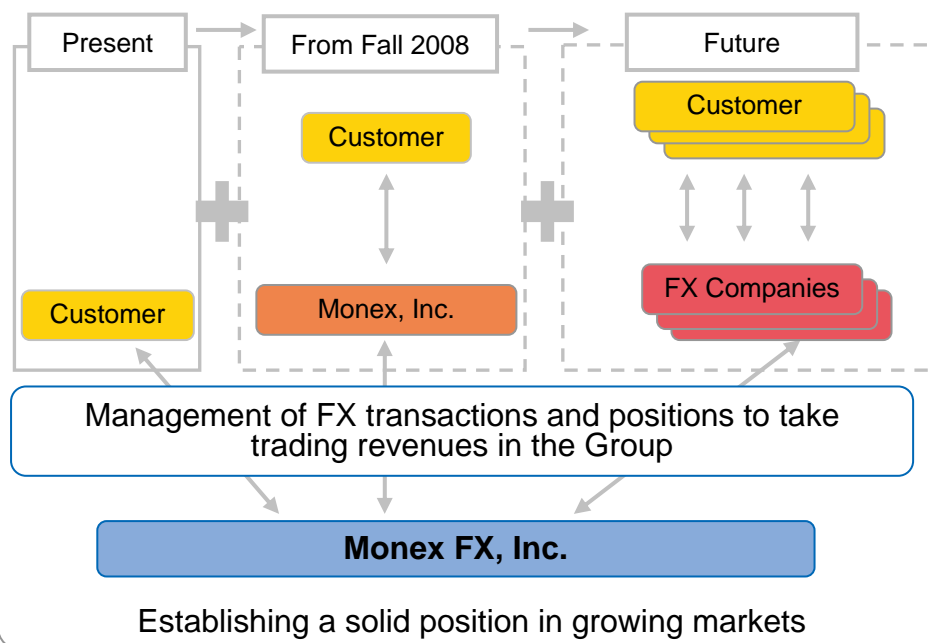 Present
From Fall 2008
Future
Customer
Customer
Customer
Monex, Inc.
FX Companies
Management of FX transactions and positions to take
trading revenues in the Group
Monex FX, Inc.
Establishing a solid position in growing markets